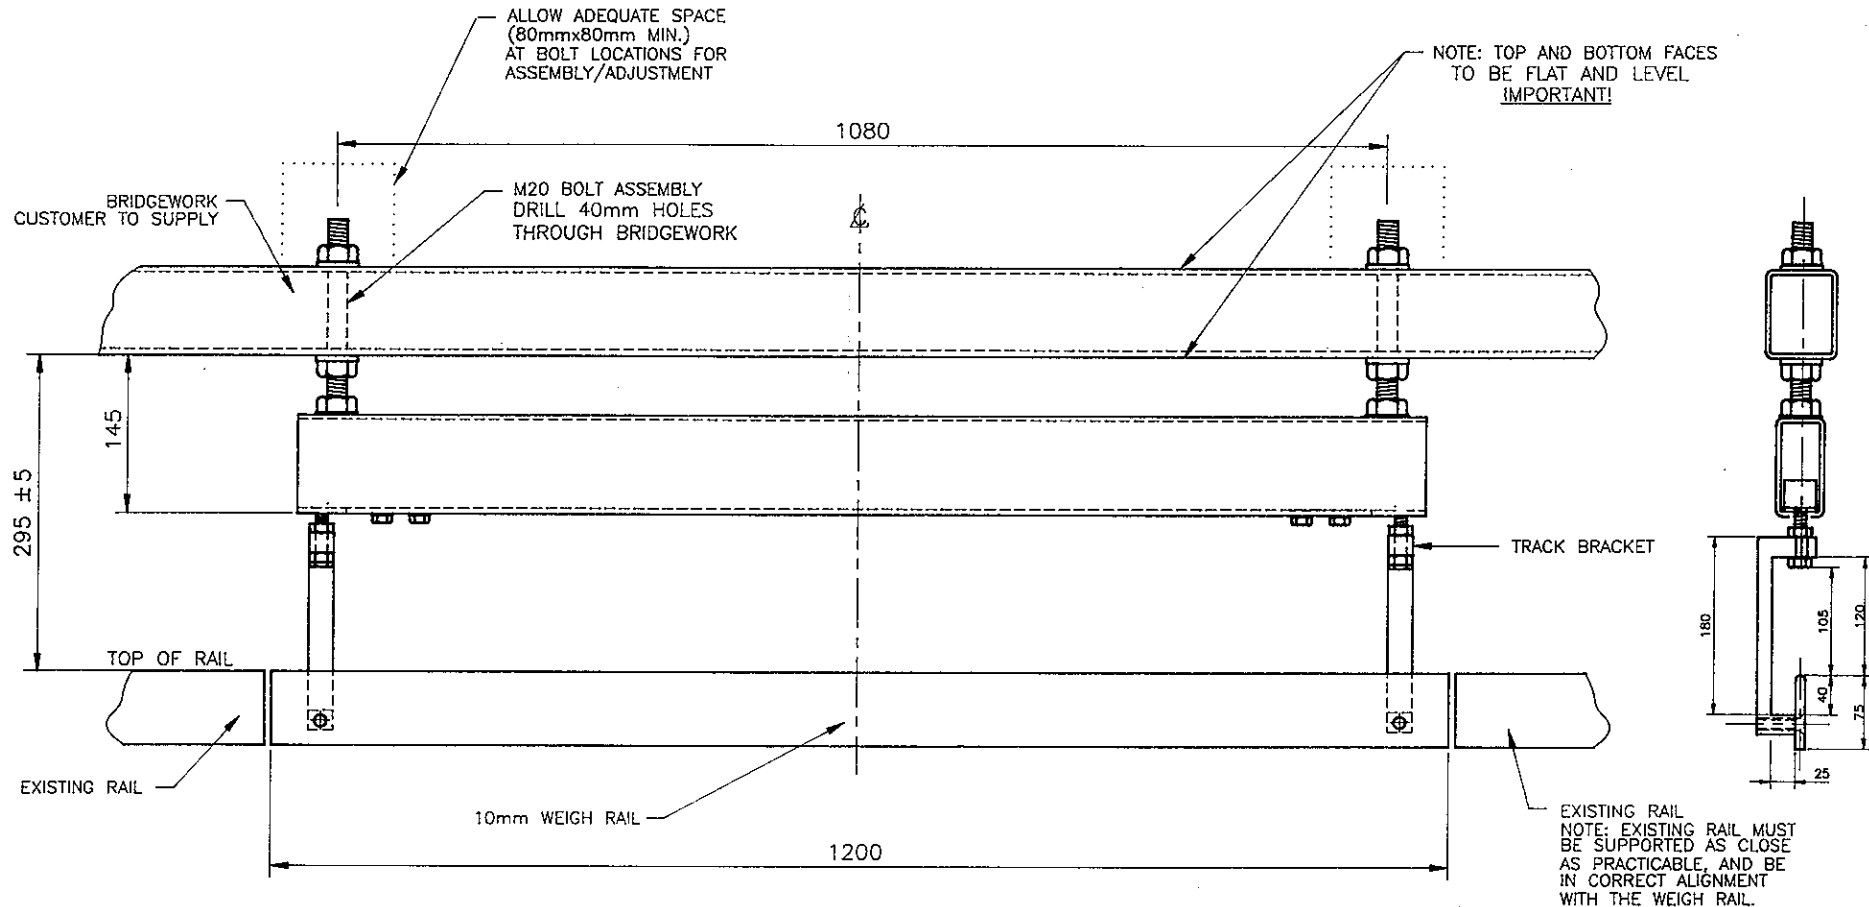 ALLOW ADEQUATE SPACE
(80mmx80mm MIN.)
AT BOLT LOCATIONS FOR
ASSEMBLY/ADJUSTMENT
NOTE: TOP AND BOTTOM FACES
TO BE FLAT AND LEVEL
IMPORTANT!
1080
BRIDGEWORK
CUSTOMER TO SUPPLY
M20 BOLT ASSEMBLY
DRILL 40mm HOLES
THROUGH BRIDGEWORK
℄
145
295 ±5
TRACK BRACKET
180
105
120
40
75
25
TOP OF RAIL
EXISTING RAIL
10mm WEIGH RAIL
1200
EXISTING RAIL
NOTE: EXISTING RAIL MUST
BE SUPPORTED AS CLOSE
AS PRACTICABLE, AND BE
IN CORRECT ALIGNMENT
WITH THE WEIGH RAIL.